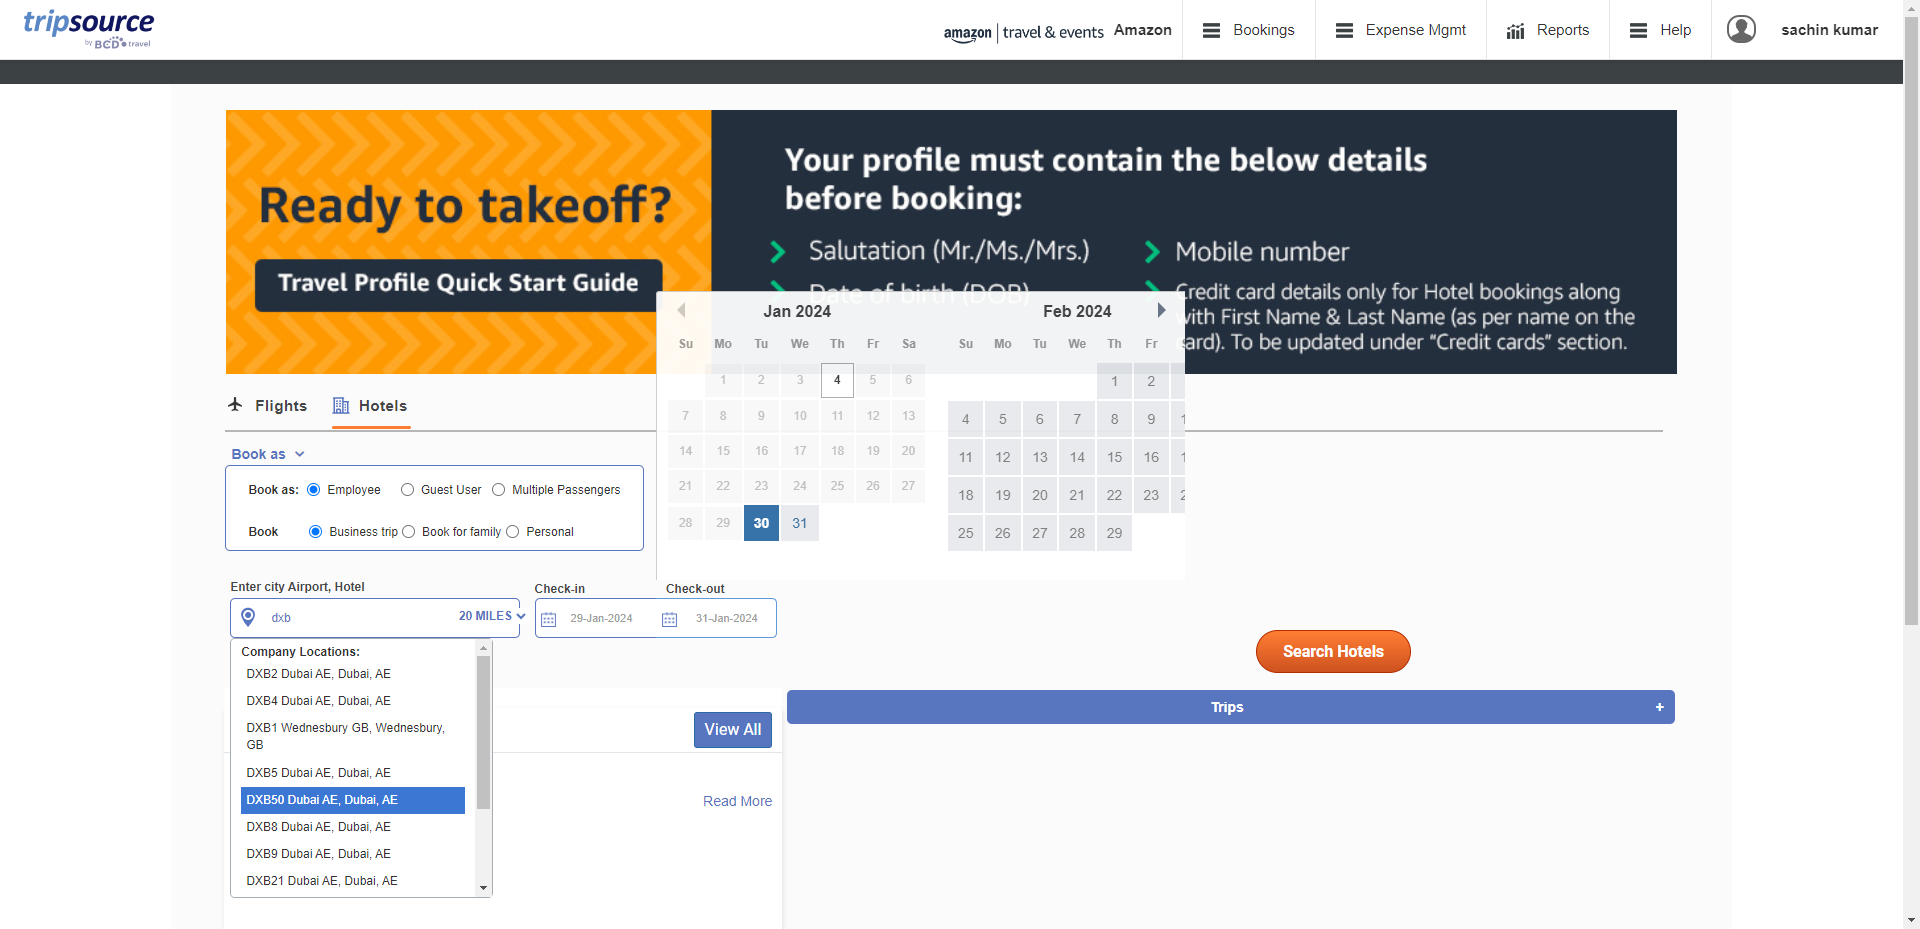 tripsource
by BCD travel
amazon | travel & events Amazon
Bookings
Expense Mgmt
Reports
Help
sachin kumar
Ready to takeoff?
Travel Profile Quick Start Guide
Your profile must contain the below details
before booking:
Salutation (Mr./Ms./Mrs.)
Mobile number
Date of birth (DOB)
Credit card details only for Hotel bookings along
with First Name & Last Name (as per name on the
card). To be updated under “Credit cards” section.
Jan 2024
Su Mo Tu We Th Fr Sa
1 2 3 4 5 6
7 8 9 10 11 12 13
14 15 16 17 18 19 20
21 22 23 24 25 26 27
28 29 30 31
Feb 2024
Su Mo Tu We Th Fr
1 2
4 5 6 7 8 9
11 12 13 14 15 16
18 19 20 21 22 23
25 26 27 28 29
Flights
Hotels
Book as
Book as: Employee Guest User Multiple Passengers
Book Business trip Book for family Personal
Enter city Airport, Hotel
Check-in
Check-out
dxb
20 MILES
29-Jan-2024
31-Jan-2024
Company Locations:
DXB2 Dubai AE, Dubai, AE
DXB4 Dubai AE, Dubai, AE
DXB1 Wednesbury GB, Wednesbury,
GB
DXB5 Dubai AE, Dubai, AE
DXB50 Dubai AE, Dubai, AE
DXB8 Dubai AE, Dubai, AE
DXB9 Dubai AE, Dubai, AE
DXB21 Dubai AE, Dubai, AE
Search Hotels
Trips +
View All
Read More